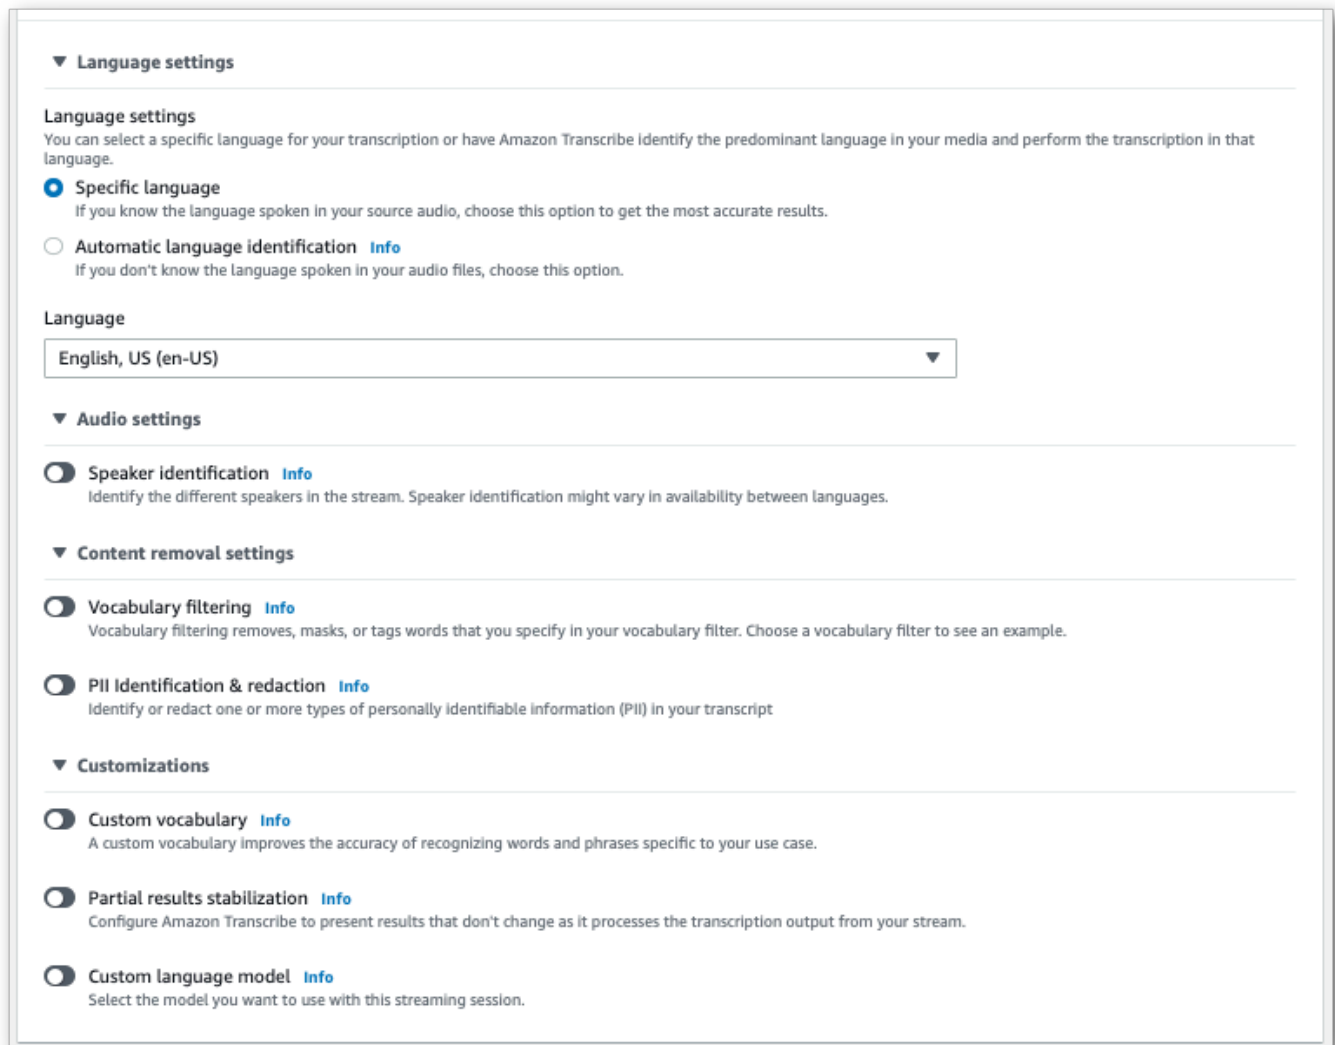 Language settings
Language settings
You can select a specific language for your transcription or have Amazon Transcribe identify the predominant language in your media and perform the transcription in that
language.
Specific language
If you know the language spoken in your source audio, choose this option to get the most accurate results.
Automatic language identification Info
If you don't know the language spoken in your audio files, choose this option.
Language
English, US (en-US)
Audio settings
Speaker identification Info
Identify the different speakers in the stream. Speaker identification might vary in availability between languages.
Content removal settings
Vocabulary filtering Info
Vocabulary filtering removes, masks, or tags words that you specify in your vocabulary filter. Choose a vocabulary filter to see an example.
PII Identification & redaction Info
Identify or redact one or more types of personally identifiable information (PII) in your transcript
Customizations
Custom vocabulary Info
A custom vocabulary improves the accuracy of recognizing words and phrases specific to your use case.
Partial results stabilization Info
Configure Amazon Transcribe to present results that don't change as it processes the transcription output from your stream.
Custom language model Info
Select the model you want to use with this streaming session.